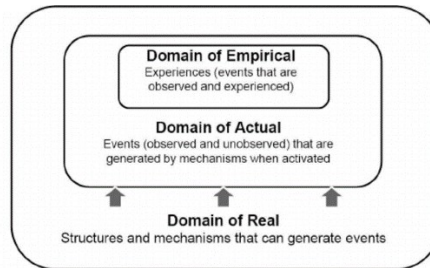 Domain of Empirical
Experiences (events that are
observed and experienced)
Domain of Actual
Events (observed and unobserved) that are
generated by mechanisms when activated
Domain of Real
Structures and mechanisms that can generate events